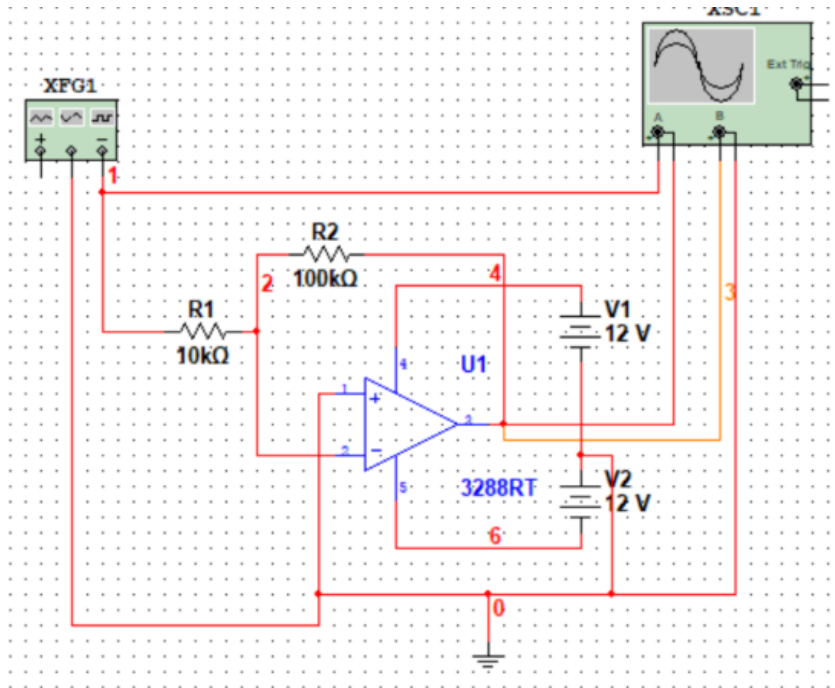 XSC1
XFG1
Ext Trig
+
A
B
+
−
+
+
1
R2
4
2
100kΩ
3
R1
V1
12 V
10kΩ
4
U1
1
+
3
2
−
V2
5
3288RT
12 V
6
0